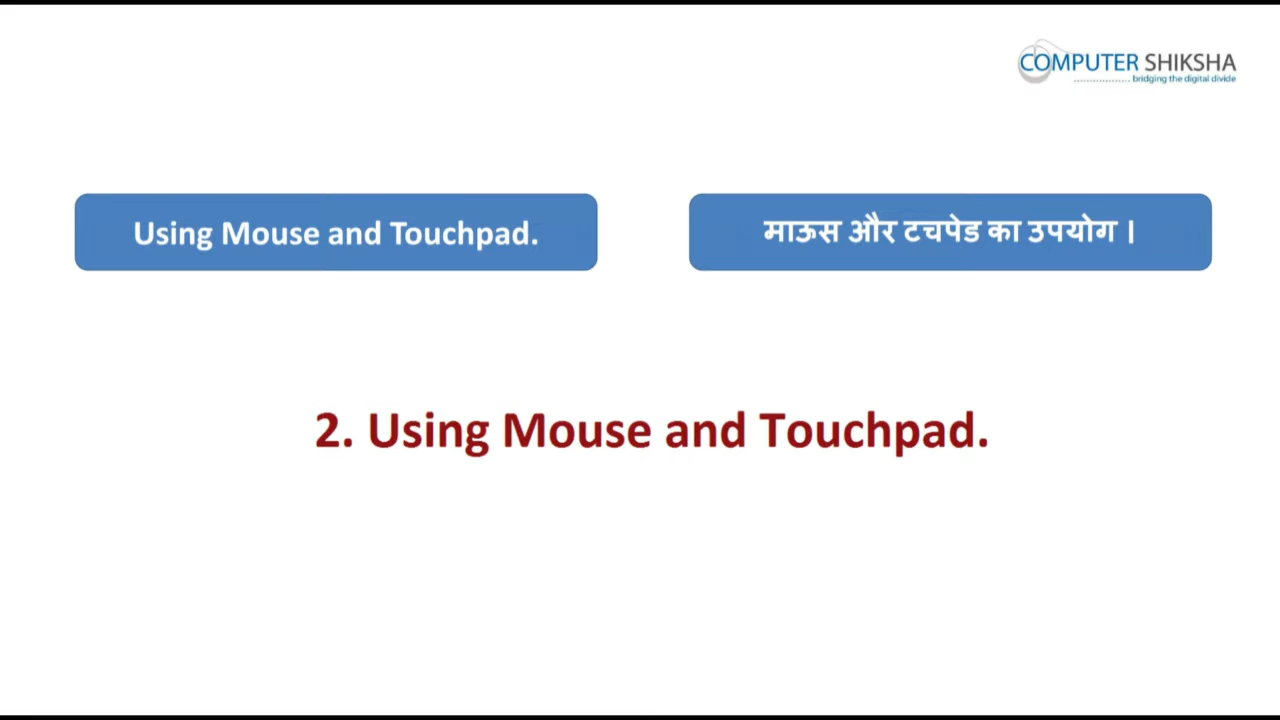 COMPUTER SHIKSHA
bridging the digital divide
Using Mouse and Touchpad.
माऊस और टचपेड का उपयोग ।
2. Using Mouse and Touchpad.